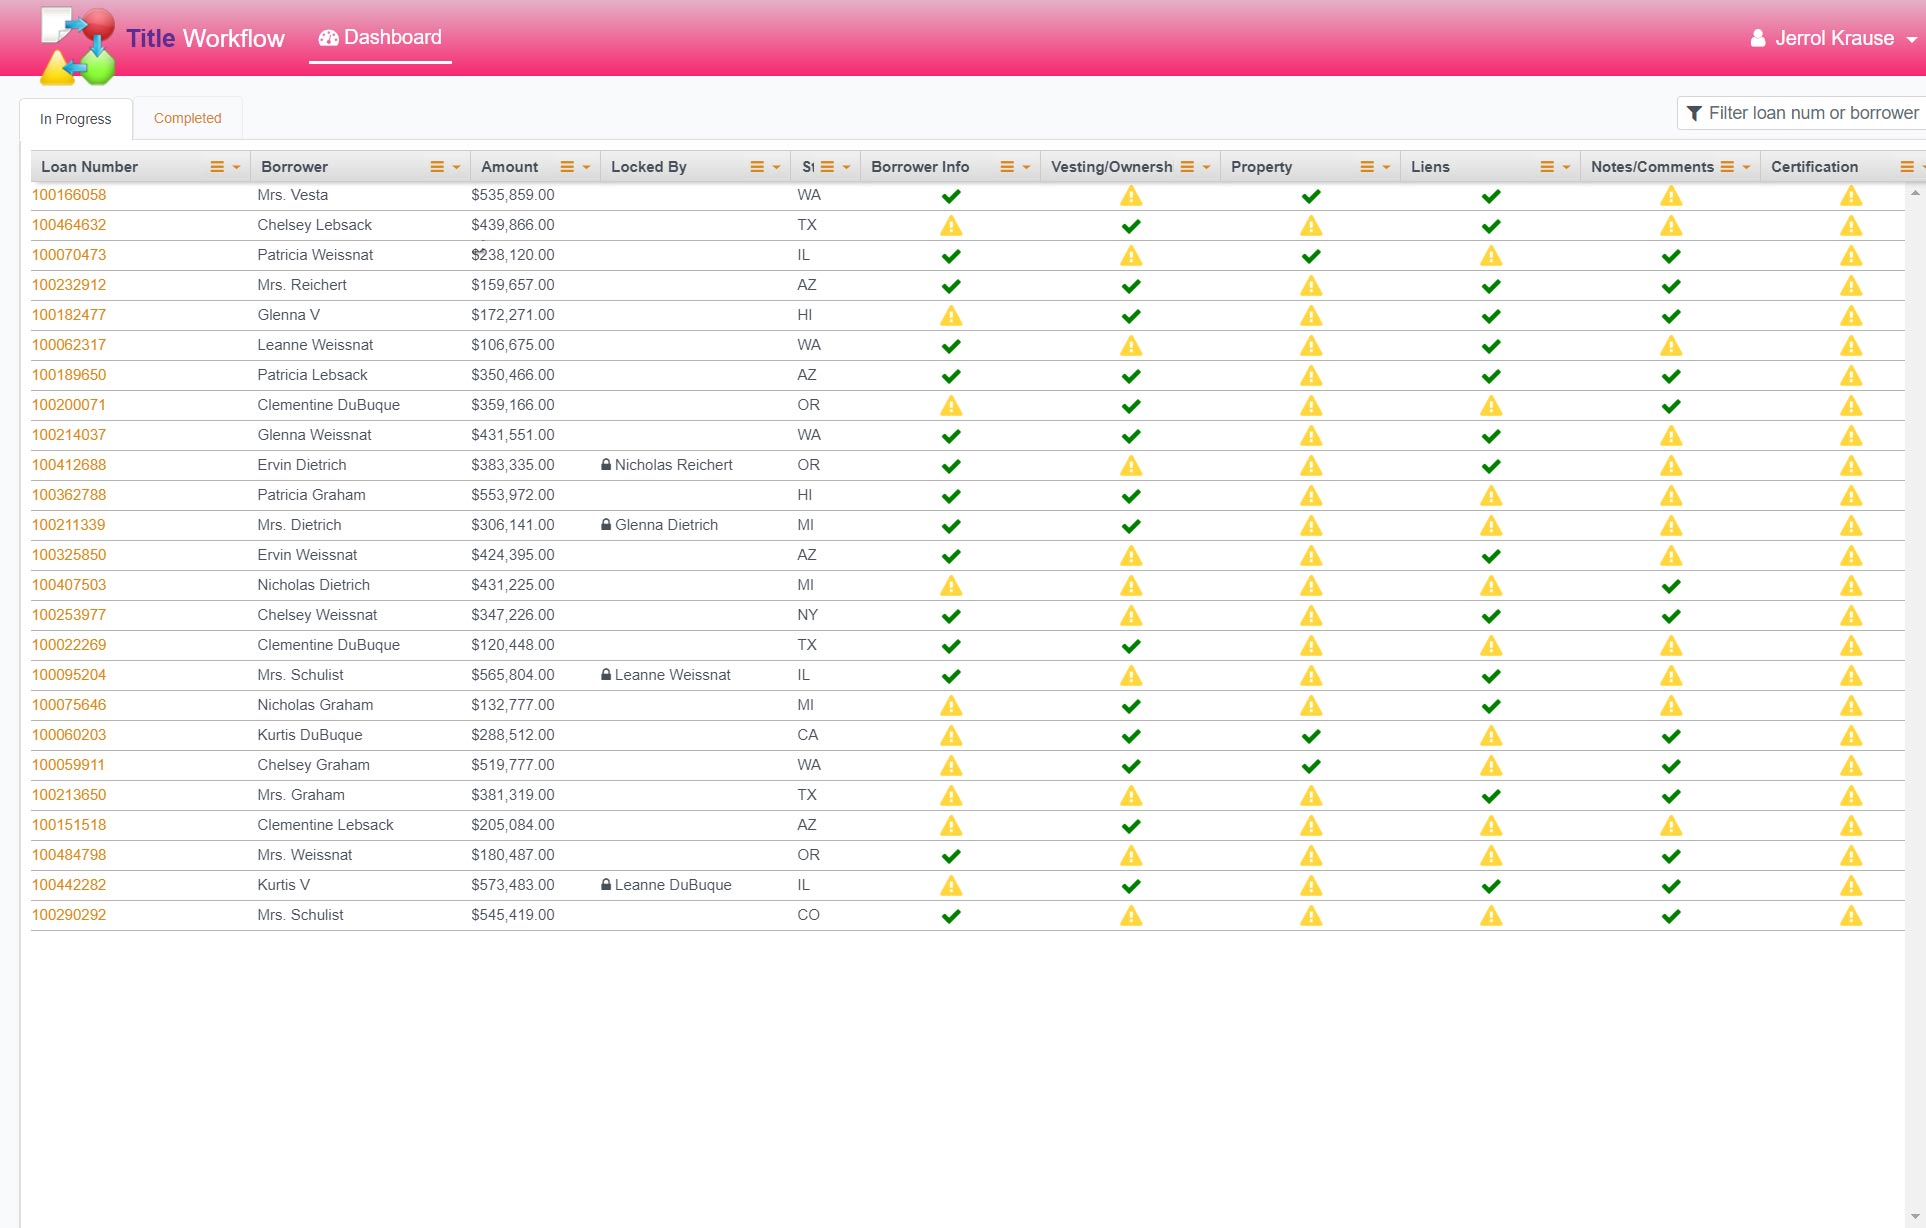 Title Workflow Dashboard Jerrol Krause
In Progress Completed Filter loan num or borrower
Loan Number Borrower Amount Locked By St Borrower Info Vesting/Ownersh Property Liens Notes/Comments Certification
100166058 Mrs. Vesta $535,859.00 WA
100464632 Chelsey Lebsack $439,866.00 TX
100070473 Patricia Weissnat $238,120.00 IL
100232912 Mrs. Reichert $159,657.00 AZ
100182477 Glenna V $172,271.00 HI
100062317 Leanne Weissnat $106,675.00 WA
100189650 Patricia Lebsack $350,466.00 AZ
100200071 Clementine DuBuque $359,166.00 OR
100214037 Glenna Weissnat $431,551.00 WA
100412688 Ervin Dietrich $383,335.00 Nicholas Reichert OR
100362788 Patricia Graham $553,972.00 HI
100211339 Mrs. Dietrich $306,141.00 Glenna Dietrich MI
100325850 Ervin Weissnat $424,395.00 AZ
100407503 Nicholas Dietrich $431,225.00 MI
100253977 Chelsey Weissnat $347,226.00 NY
100022269 Clementine DuBuque $120,448.00 TX
100095204 Mrs. Schulist $565,804.00 Leanne Weissnat IL
100075646 Nicholas Graham $132,777.00 MI
100060203 Kurtis DuBuque $288,512.00 CA
100059911 Chelsey Graham $519,777.00 WA
100213650 Mrs. Graham $381,319.00 TX
100151518 Clementine Lebsack $205,084.00 AZ
100484798 Mrs. Weissnat $180,487.00 OR
100442282 Kurtis V $573,483.00 Leanne DuBuque IL
100290292 Mrs. Schulist $545,419.00 CO